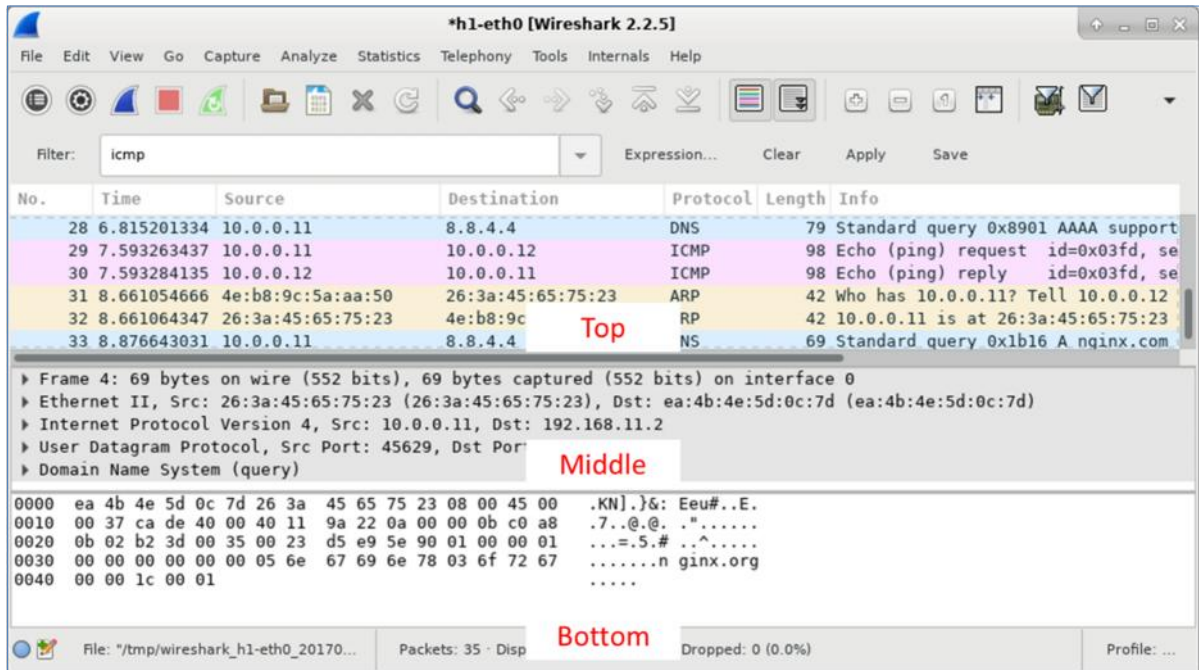 *h1-eth0 [Wireshark 2.2.5]
File Edit View Go Capture Analyze Statistics Telephony Tools Internals Help
Filter: icmp Expression... Clear Apply Save
No. Time Source Destination Protocol Length Info
28 6.815201334 10.0.0.11 8.8.4.4 DNS 79 Standard query 0x8901 AAAA support
29 7.593263437 10.0.0.11 10.0.0.12 ICMP 98 Echo (ping) request id=0x03fd, se
30 7.593284135 10.0.0.12 10.0.0.11 ICMP 98 Echo (ping) reply id=0x03fd, se
31 8.661054666 4e:b8:9c:5a:aa:50 26:3a:45:65:75:23 ARP 42 Who has 10.0.0.11? Tell 10.0.0.12
32 8.661064347 26:3a:45:65:75:23 4e:b8:9c RP 42 10.0.0.11 is at 26:3a:45:65:75:23
Top
33 8.876643031 10.0.0.11 8.8.4.4 NS 69 Standard query 0x1b16 A nginx.com
Frame 4: 69 bytes on wire (552 bits), 69 bytes captured (552 bits) on interface 0
Ethernet II, Src: 26:3a:45:65:75:23 (26:3a:45:65:75:23), Dst: ea:4b:4e:5d:0c:7d (ea:4b:4e:5d:0c:7d)
Internet Protocol Version 4, Src: 10.0.0.11, Dst: 192.168.11.2
User Datagram Protocol, Src Port: 45629, Dst Por
Middle
Domain Name System (query)
0000 ea 4b 4e 5d 0c 7d 26 3a 45 65 75 23 08 00 45 00 .KN].}&: Eeu#..E.
0010 00 37 ca de 40 00 40 11 9a 22 0a 00 00 0b c0 a8 .7..@.@. ."......
0020 0b 02 b2 3d 00 35 00 23 d5 e9 5e 90 01 00 00 01 ...=.5.# ..^.....
0030 00 00 00 00 00 00 05 6e 67 69 6e 78 03 6f 72 67 .......n ginx.org
0040 00 00 1c 00 01 .....
Bottom
File: "/tmp/wireshark_h1-eth0_20170... Packets: 35 · Disp Dropped: 0 (0.0%) Profile: ...